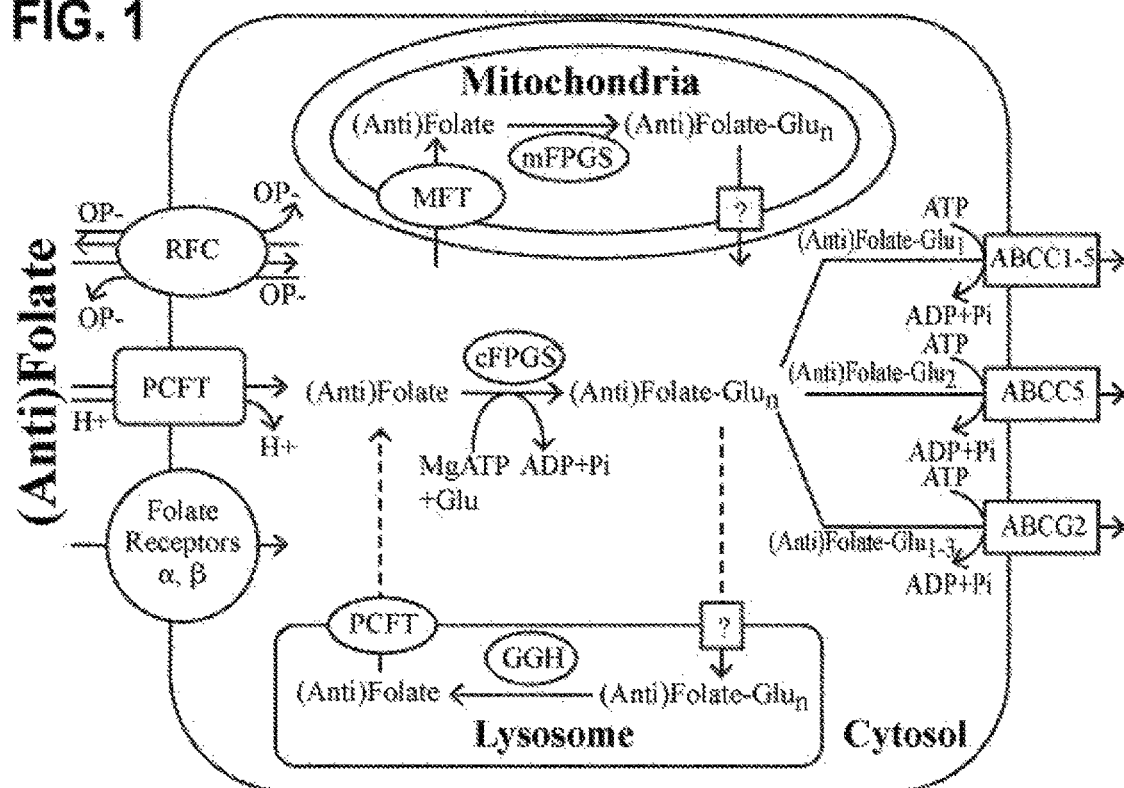 FIG. 1
Mitochondria
(Anti)Folate
(Anti)Folate-Glun
mFPGS
MFT
?
OP-
OP-
RFC
OP-
OP-
(Anti)Folate
PCFT
H+
H+
Folate
Receptors
α, β
cFPGS
(Anti)Folate
(Anti)Folate-Glun
MgATP
+Glu
ADP+Pi
ATP
(Anti)Folate-Glu1
ABCC1-5
ADP+Pi
ATP
(Anti)Folate-Glu2
ABCC5
ADP+Pi
ATP
ABCG2
(Anti)Folate-Glu1-3
ADP+Pi
PCFT
?
GGH
(Anti)Folate
(Anti)Folate-Glun
Lysosome
Cytosol